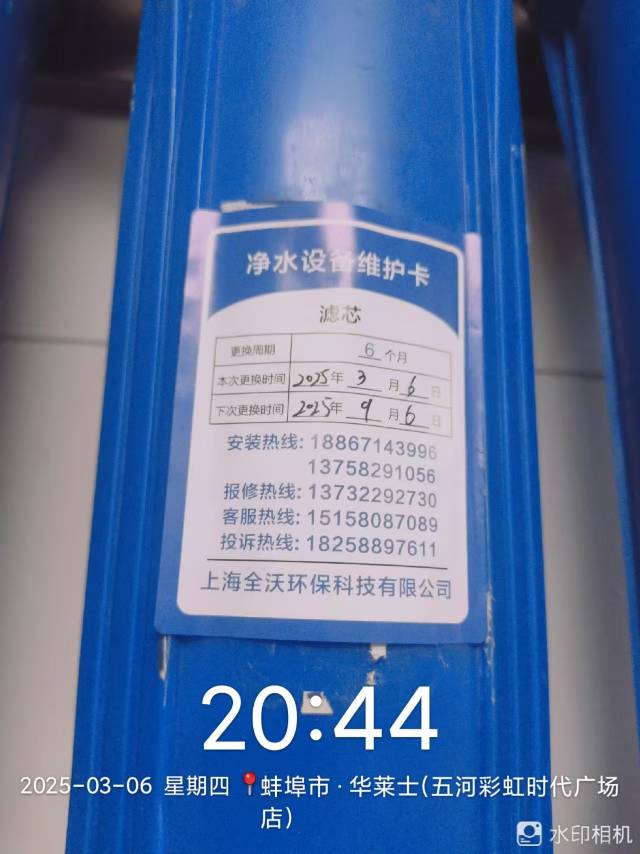 净水设备维护卡
滤芯
更换周期 6 个月
本次更换时间 2025年 3 月 6 日
下次更换时间 2025年 9 月 6 日
安装热线: 18867143996
13758291056
报修热线: 13732292730
客服热线: 15158087089
投诉热线: 18258897611
上海全沃环保科技有限公司
20:44
2025-03-06 星期四 📍蚌埠市·华莱士(五河彩虹时代广场
店)
水印相机